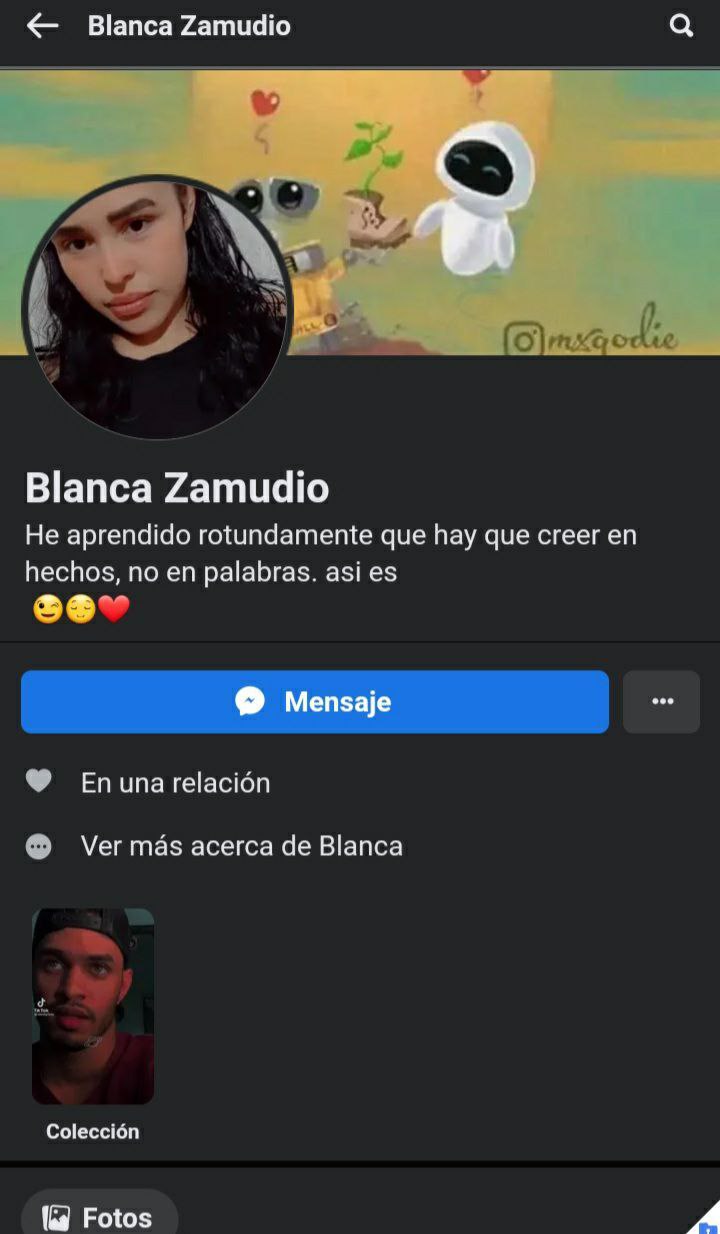 Blanca Zamudio
mxgodie
Blanca Zamudio
He aprendido rotundamente que hay que creer en
hechos, no en palabras. asi es
😉😌❤️
Mensaje
En una relación
Ver más acerca de Blanca
TikTok
Colección
Fotos